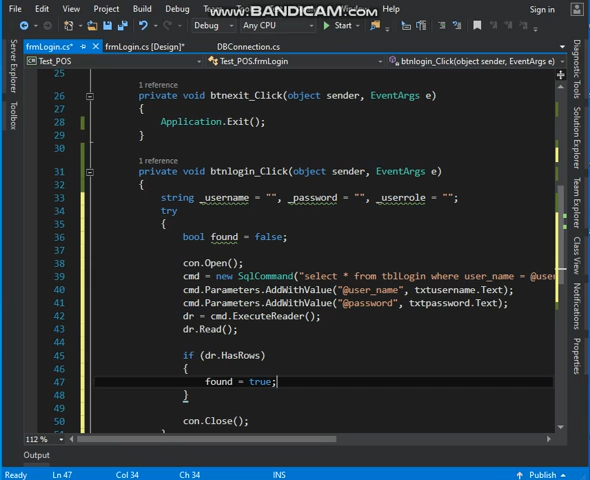 File Edit View Project Build Debug
www.BANDICAM.com
Sign in
Debug Any CPU Start
frmLogin.cs* frmLogin.cs [Design]* DBConnection.cs
Test_POS Test_POS.frmLogin btnlogin_Click(object sender, EventArgs e)
Server Explorer
Toolbox
Diagnostic Tools
Solution Explorer
Team Explorer
Class View
Notifications
Properties
25
1 reference
26 private void btnexit_Click(object sender, EventArgs e)
27 {
28 Application.Exit();
29 }
30
1 reference
31 private void btnlogin_Click(object sender, EventArgs e)
32 {
33 string _username = "", _password = "", _userrole = "";
34 try
35 {
36 bool found = false;
37
38 con.Open();
39 cmd = new SqlCommand("select * from tblLogin where user_name = @user
40 cmd.Parameters.AddWithValue("@user_name", txtusername.Text);
41 cmd.Parameters.AddWithValue("@password", txtpassword.Text);
42 dr = cmd.ExecuteReader();
43 dr.Read();
44
45 if (dr.HasRows)
46 {
47 found = true;
48 }
49
50 con.Close();
51
112 %
Output
Ready Ln 47 Col 34 Ch 34 INS Publish